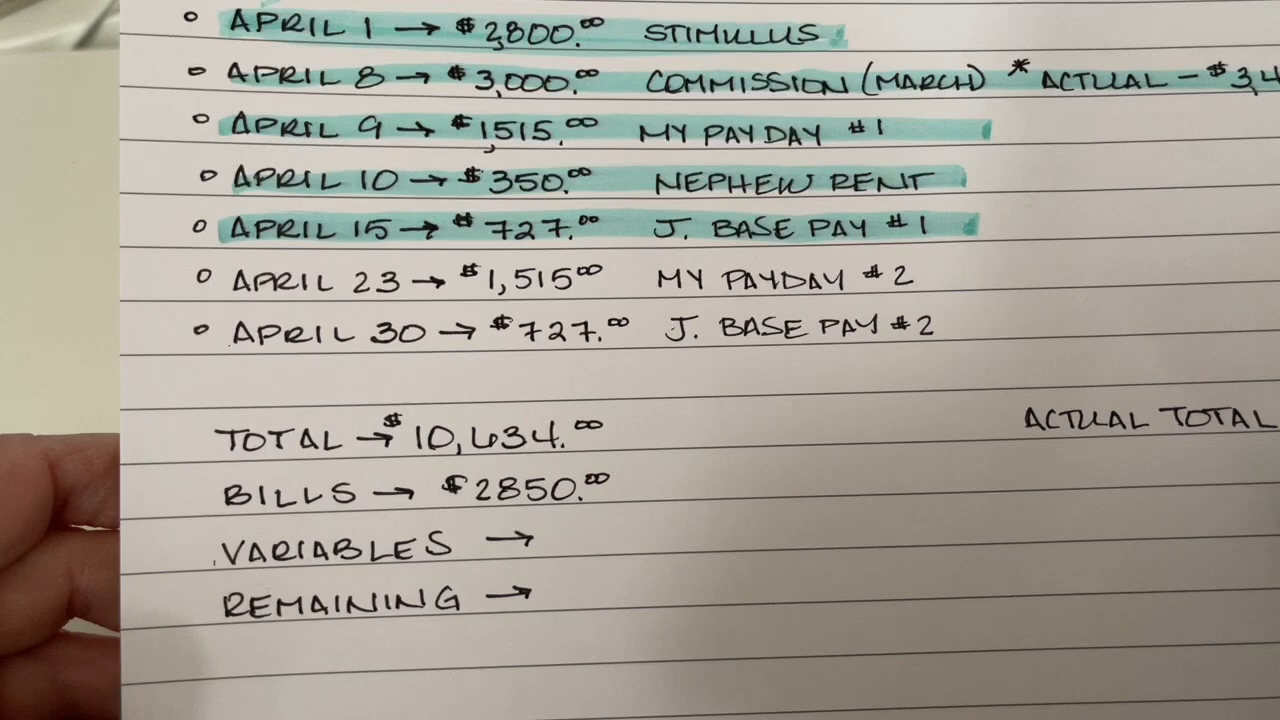 ○ APRIL 1 → $2,800.00 STIMULUS
○ APRIL 8 → $3,000.00 COMMISSION (MARCH) * ACTUAL - $3,4
○ APRIL 9 → $1,515.00 MY PAYDAY #1
○ APRIL 10 → $350.00 NEPHEW RENT
○ APRIL 15 → $727.00 J. BASE PAY #1
○ APRIL 23 → $1,515.00 MY PAYDAY #2
○ APRIL 30 → $727.00 J. BASE PAY #2
TOTAL → $10,634.00 ACTUAL TOTAL
BILLS → $2850.00
VARIABLES →
REMAINING →